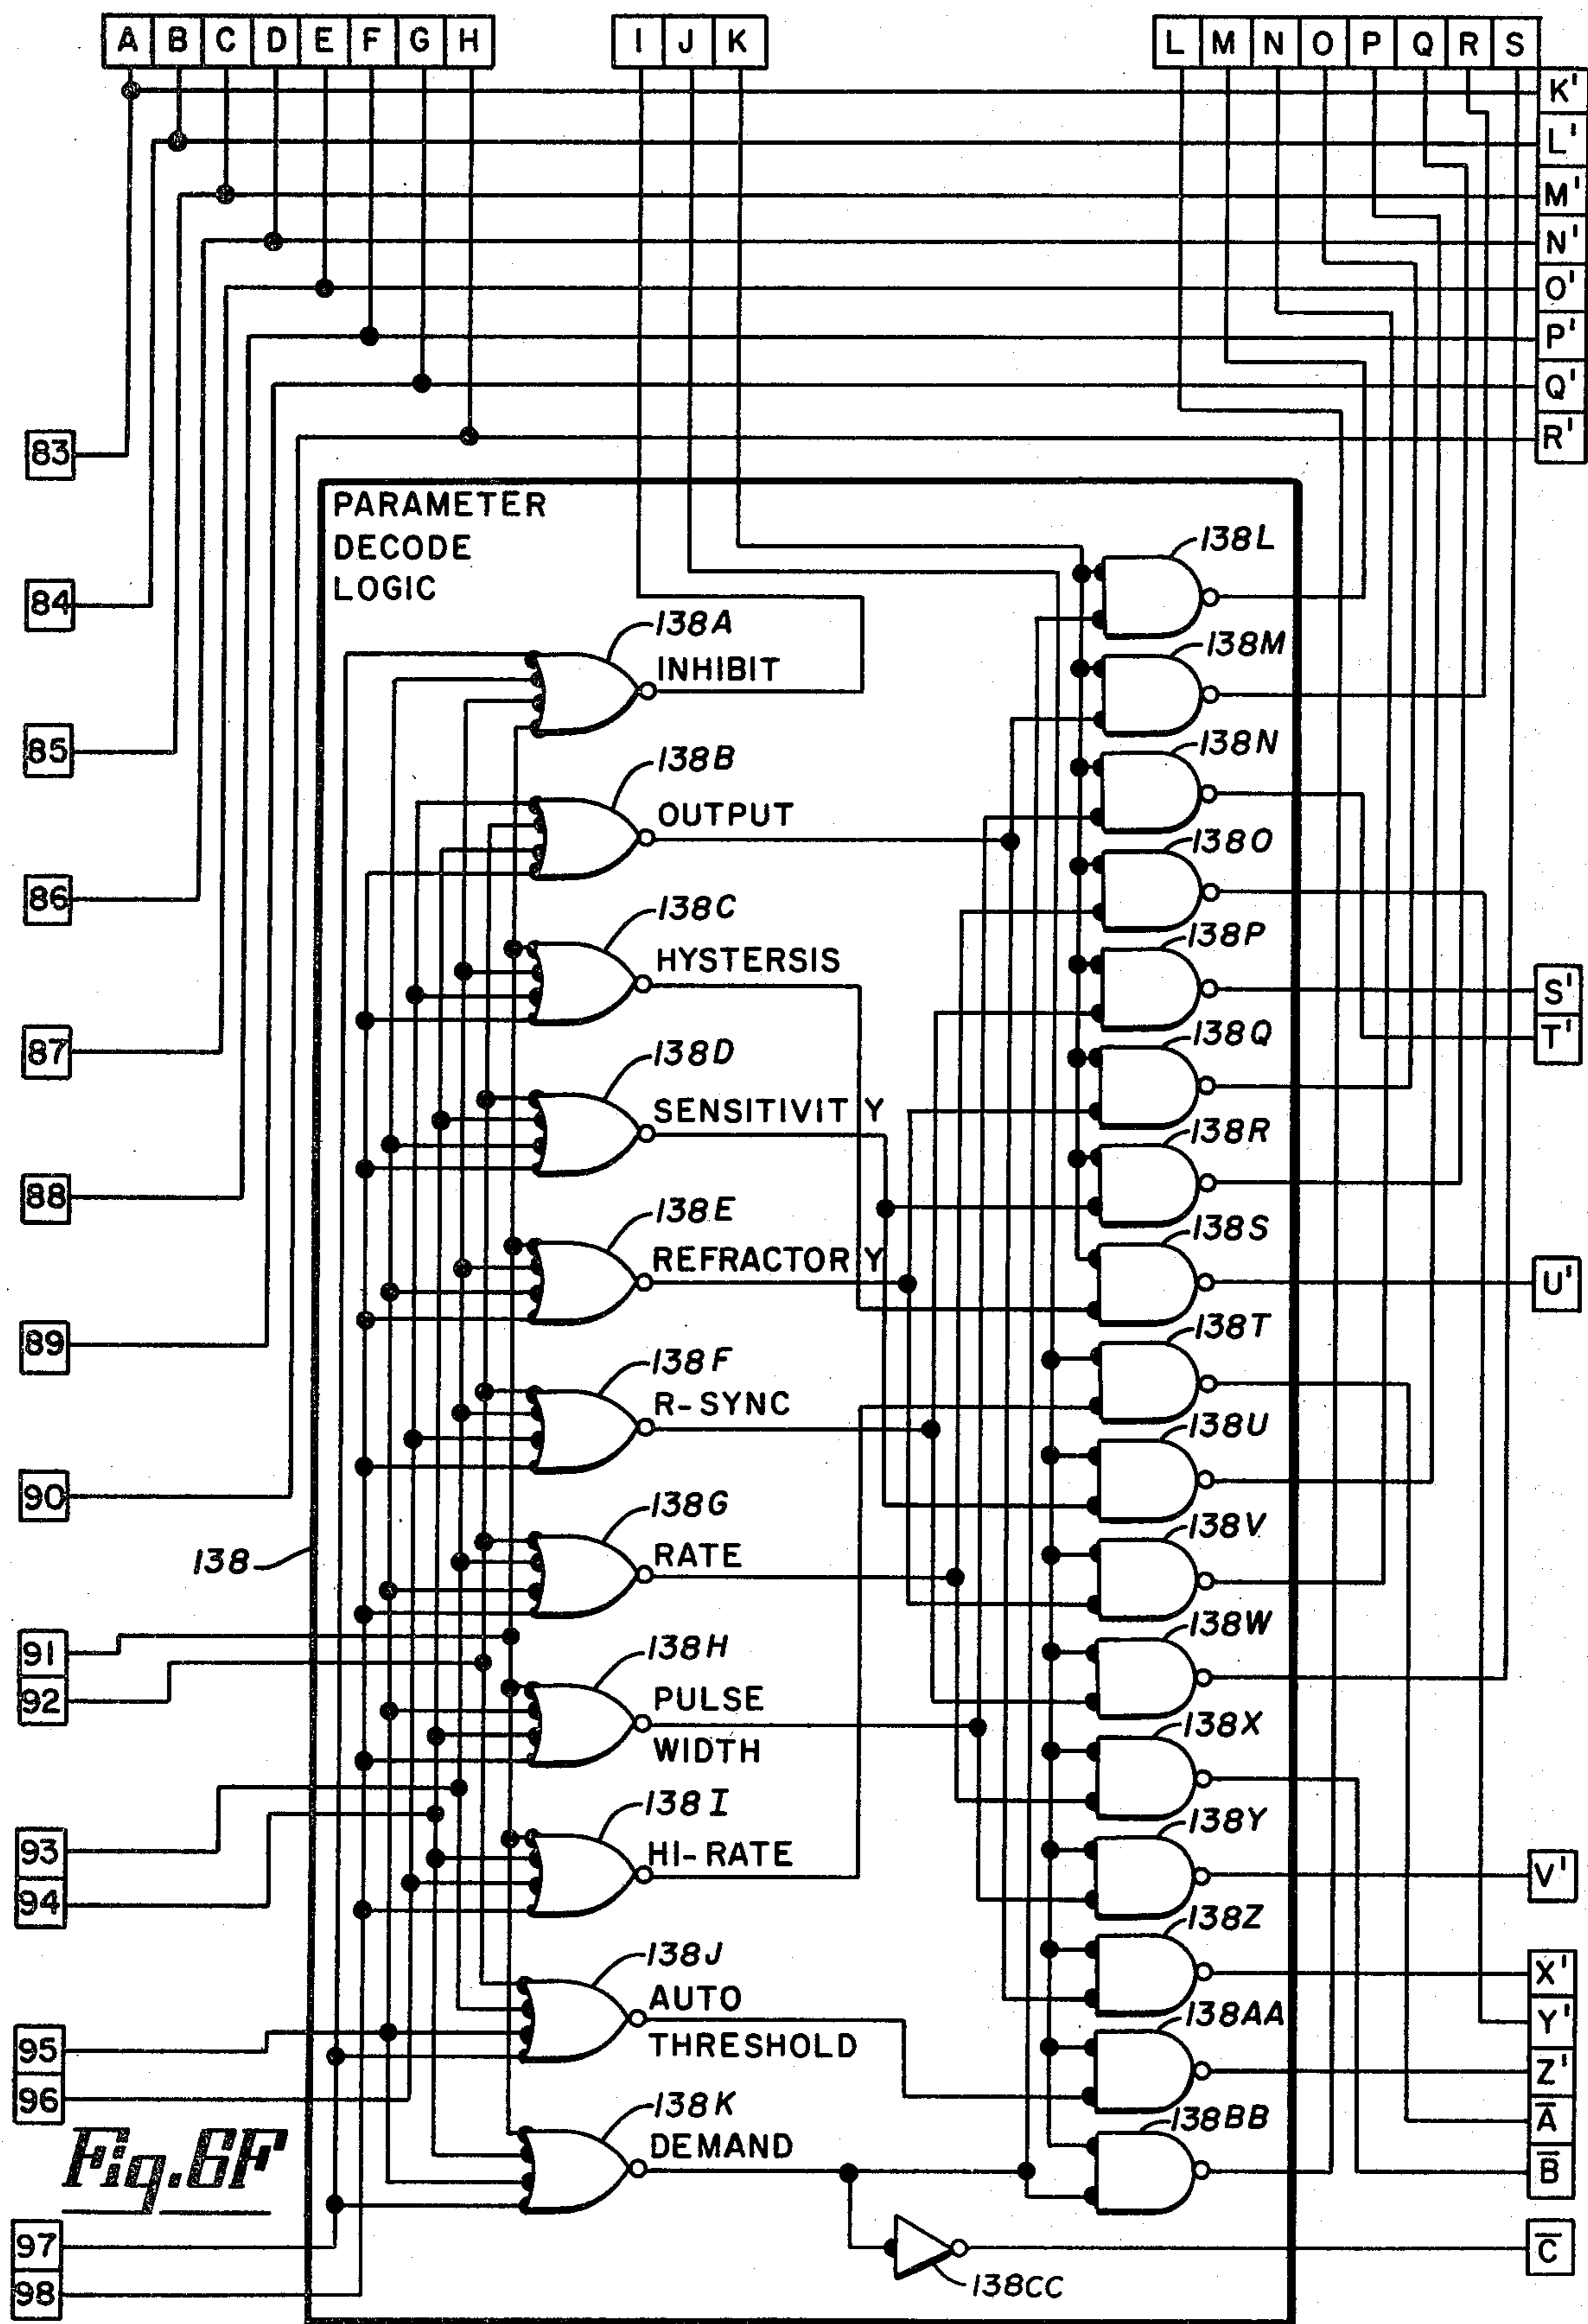 A B C D E F G H I J K L M N O P Q R S
K'
L'
M'
N'
O'
P'
Q'
R'
83
84
85
86
87
88
89
90
91
92
93
94
95
96
97
98
138
PARAMETER
DECODE
LOGIC
138A
INHIBIT
138B
OUTPUT
138C
HYSTERSIS
138D
SENSITIVITY
138E
REFRACTORY
138F
R-SYNC
138G
RATE
138H
PULSE
WIDTH
138I
HI-RATE
138J
AUTO
THRESHOLD
138K
DEMAND
138L
138M
138N
138O
138P
138Q
138R
138S
138T
138U
138V
138W
138X
138Y
138Z
138AA
138BB
138CC
S'
T'
U'
V'
X'
Y'
Z'
A̅
B̅
C̅
Fig.6F